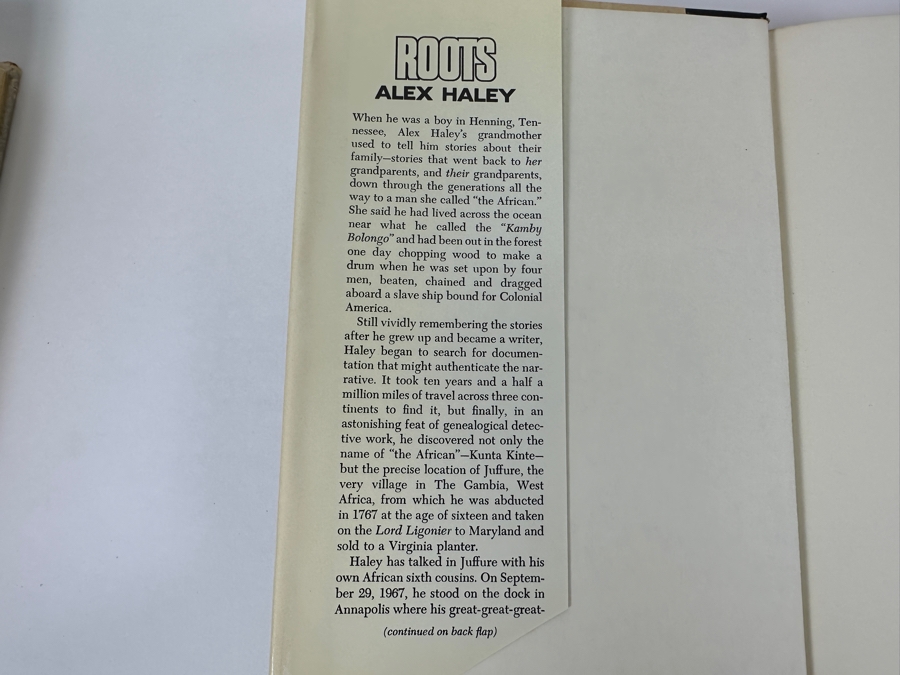 ROOTS
ALEX HALEY
When he was a boy in Henning, Ten-
nessee, Alex Haley's grandmother
used to tell him stories about their
family—stories that went back to her
grandparents, and their grandparents,
down through the generations all the
way to a man she called "the African."
She said he had lived across the ocean
near what he called the "Kamby
Bolongo" and had been out in the forest
one day chopping wood to make a
drum when he was set upon by four
men, beaten, chained and dragged
aboard a slave ship bound for Colonial
America.
Still vividly remembering the stories
after he grew up and became a writer,
Haley began to search for documen-
tation that might authenticate the nar-
rative. It took ten years and a half a
million miles of travel across three con-
tinents to find it, but finally, in an
astonishing feat of genealogical detec-
tive work, he discovered not only the
name of "the African"—Kunta Kinte—
but the precise location of Juffure, the
very village in The Gambia, West
Africa, from which he was abducted
in 1767 at the age of sixteen and taken
on the Lord Ligonier to Maryland and
sold to a Virginia planter.
Haley has talked in Juffure with his
own African sixth cousins. On Septem-
ber 29, 1967, he stood on the dock in
Annapolis where his great-great-great-
(continued on back flap)